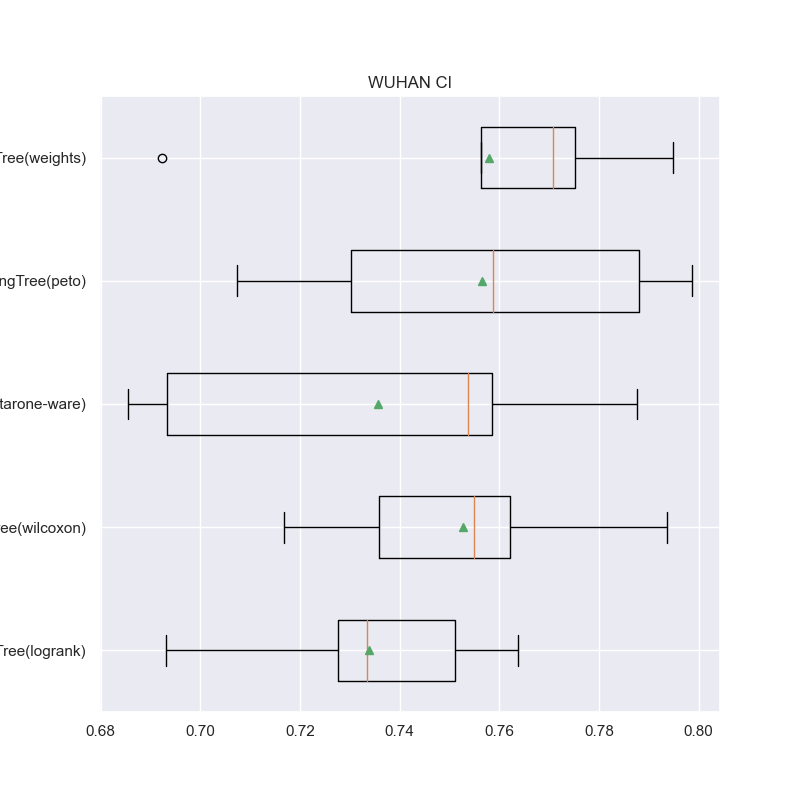 WUHAN CI
Tree(weights)
ngTree(peto)
tarone-ware)
ree(wilcoxon)
Tree(logrank)
0.68 0.70 0.72 0.74 0.76 0.78 0.80